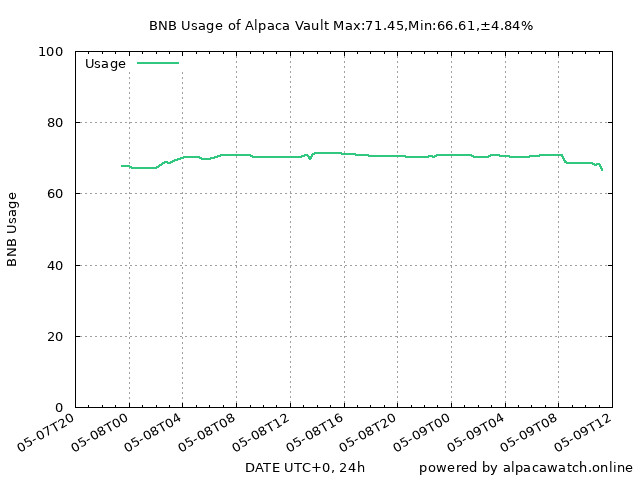 BNB Usage of Alpaca Vault Max:71.45,Min:66.61,±4.84%
Usage
100
80
60
40
20
0
BNB Usage
05-07T20
05-08T00
05-08T04
05-08T08
05-08T12
05-08T16
05-08T20
05-09T00
05-09T04
05-09T08
05-09T12
DATE UTC+0, 24h
powered by alpacawatch.online